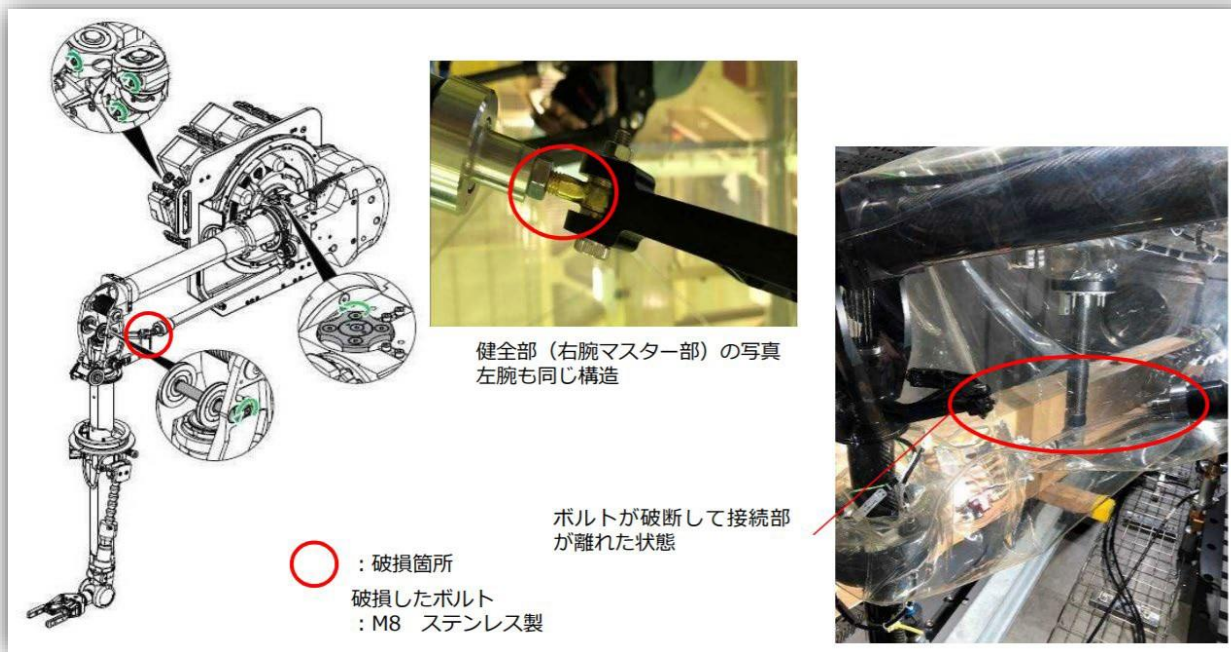 健全部（右腕マスター部）の写真
左腕も同じ構造
ボルトが破断して接続部
が離れた状態
：破損箇所
破損したボルト
：M8　ステンレス製